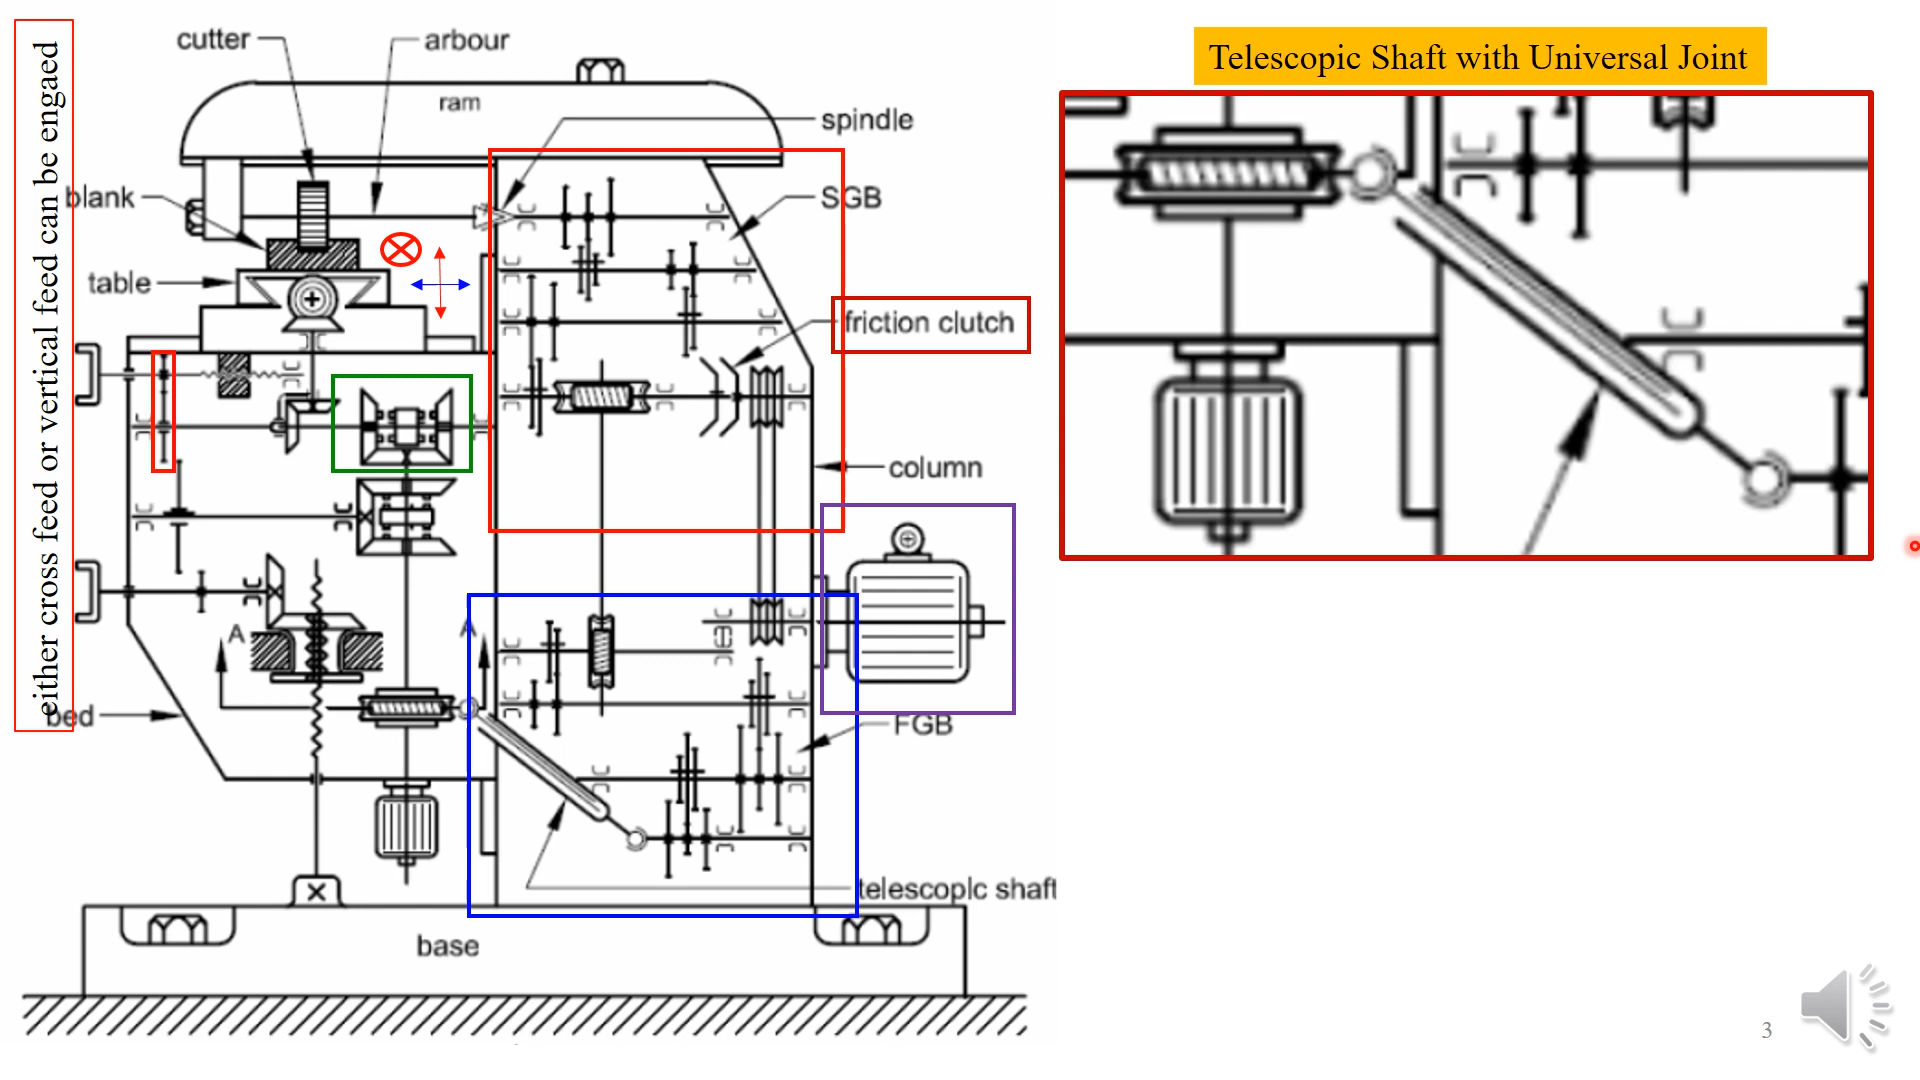 either cross feed or vertical feed can be engaed
cutter
arbour
ram
spindle
blank
SGB
table
friction clutch
column
A
A
bed
FGB
telescopic shaft
base
Telescopic Shaft with Universal Joint
3